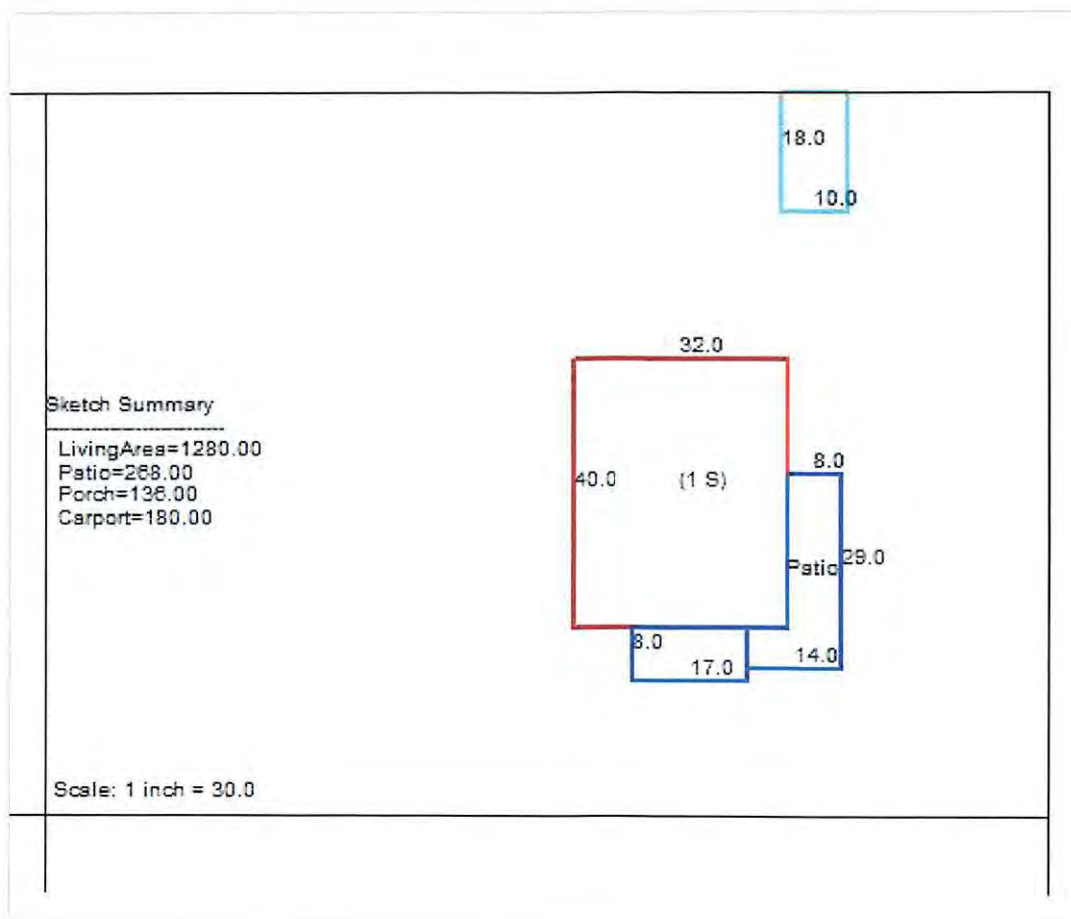 18.0
10.0
32.0
Sketch Summary
------------------------------
LivingArea=1280.00
Patio=268.00
Porch=136.00
Carport=180.00
40.0
(1 S)
8.0
Patio
29.0
8.0
17.0
14.0
Scale: 1 inch = 30.0